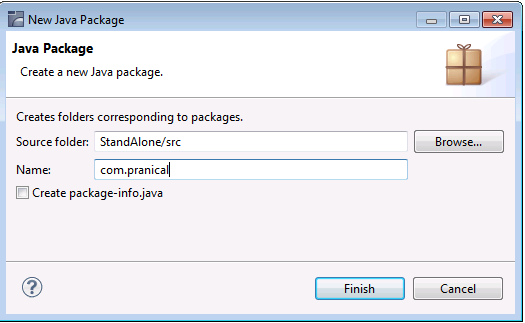 New Java Package
Java Package
Create a new Java package.
Creates folders corresponding to packages.
Source folder: StandAlone/src Browse...
Name: com.pranical
Create package-info.java
? Finish Cancel